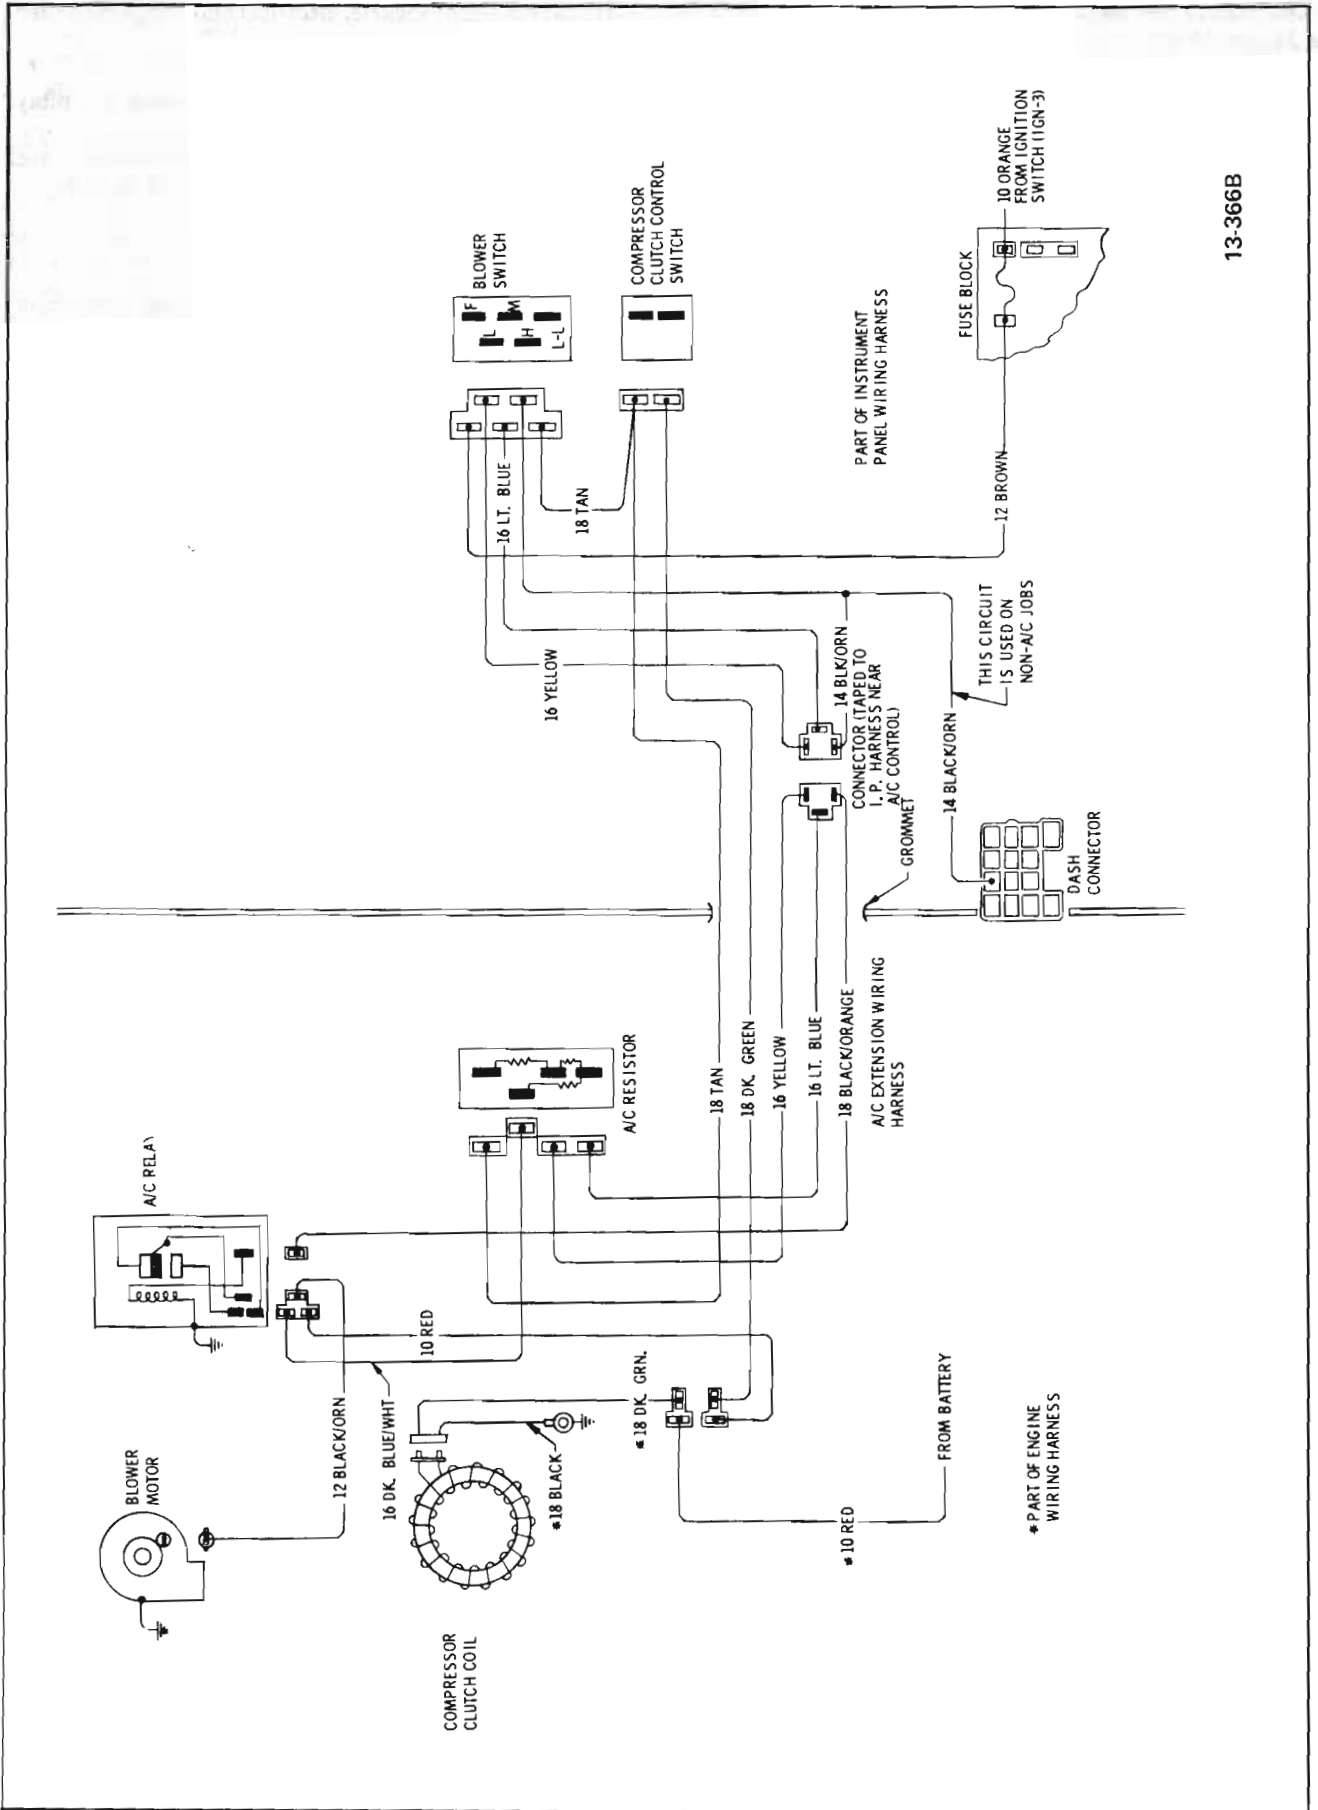 BLOWER
MOTOR
COMPRESSOR
CLUTCH COIL
A/C RELAY
12 BLACK/ORN
16 DK. BLUE/WHT
10 RED
* 18 BLACK
* 18 DK. GRN.
* 10 RED
FROM BATTERY
* PART OF ENGINE
WIRING HARNESS
A/C RESISTOR
18 TAN
18 DK. GREEN
16 YELLOW
16 LT. BLUE
18 BLACK/ORANGE
A/C EXTENSION WIRING
HARNESS
GROMMET
DASH
CONNECTOR
CONNECTOR (TAPED TO
I. P. HARNESS NEAR
A/C CONTROL)
14 BLK/ORN
14 BLACK/ORN
THIS CIRCUIT
IS USED ON
NON-A/C JOBS
16 YELLOW
16 LT. BLUE
18 TAN
12 BROWN
PART OF INSTRUMENT
PANEL WIRING HARNESS
BLOWER
SWITCH
F
M
L
H
L-L
COMPRESSOR
CLUTCH CONTROL
SWITCH
FUSE BLOCK
10 ORANGE
FROM IGNITION
SWITCH (IGN-3)
13-366B